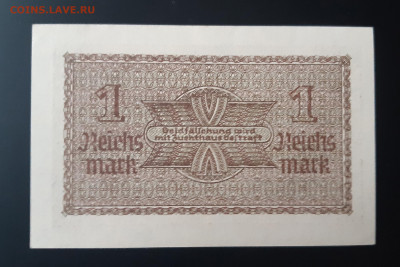 COINS.LAVE.RU
1 1
Geldfälschung wird
mit Zuchthaus bestraft
Reichs Reichs
mark mark